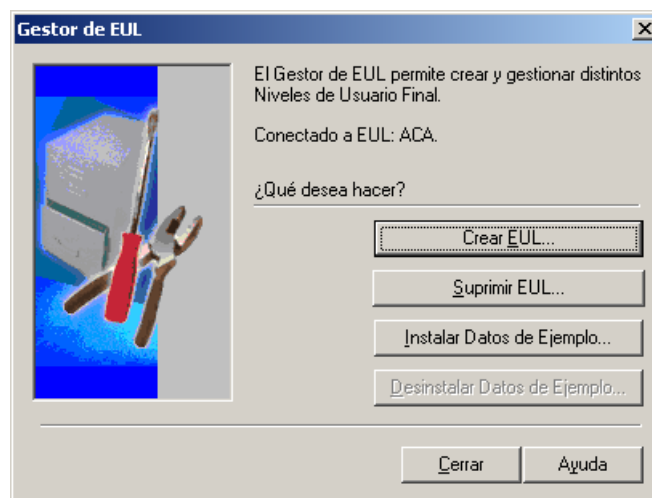 Gestor de EUL
El Gestor de EUL permite crear y gestionar distintos
Niveles de Usuario Final.
Conectado a EUL: ACA.
¿Qué desea hacer?
Crear EUL...
Suprimir EUL...
Instalar Datos de Ejemplo...
Desinstalar Datos de Ejemplo...
Cerrar
Ayuda